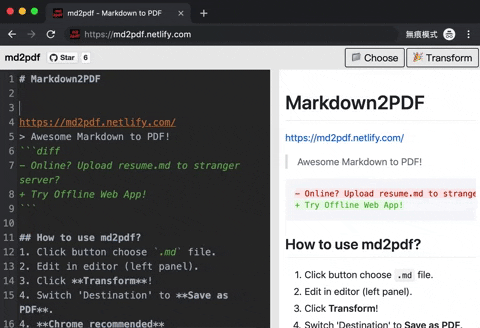 md2pdf - Markdown to PDF
https://md2pdf.netlify.com
無痕模式
md2pdf
Star
6
Choose
Transform
1 # Markdown2PDF
2
3
4 https://md2pdf.netlify.com/
5 > Awesome Markdown to PDF!
6 ```diff
7 - Online? Upload resume.md to stranger
server?
8 + Try Offline Web App!
9 ```
10
11 ## How to use md2pdf?
12 1. Click button choose `.md` file.
13 2. Edit in editor (left panel).
14 3. Click **Transform**!
15 4. Switch 'Destination' to **Save as
PDF**.
16 4. **Chrome recommended**
Markdown2PDF
https://md2pdf.netlify.com/
Awesome Markdown to PDF!
- Online? Upload resume.md to strange
+ Try Offline Web App!
How to use md2pdf?
1. Click button choose .md file.
2. Edit in editor (left panel).
3. Click Transform!
4. Switch 'Destination' to Save as PDF.